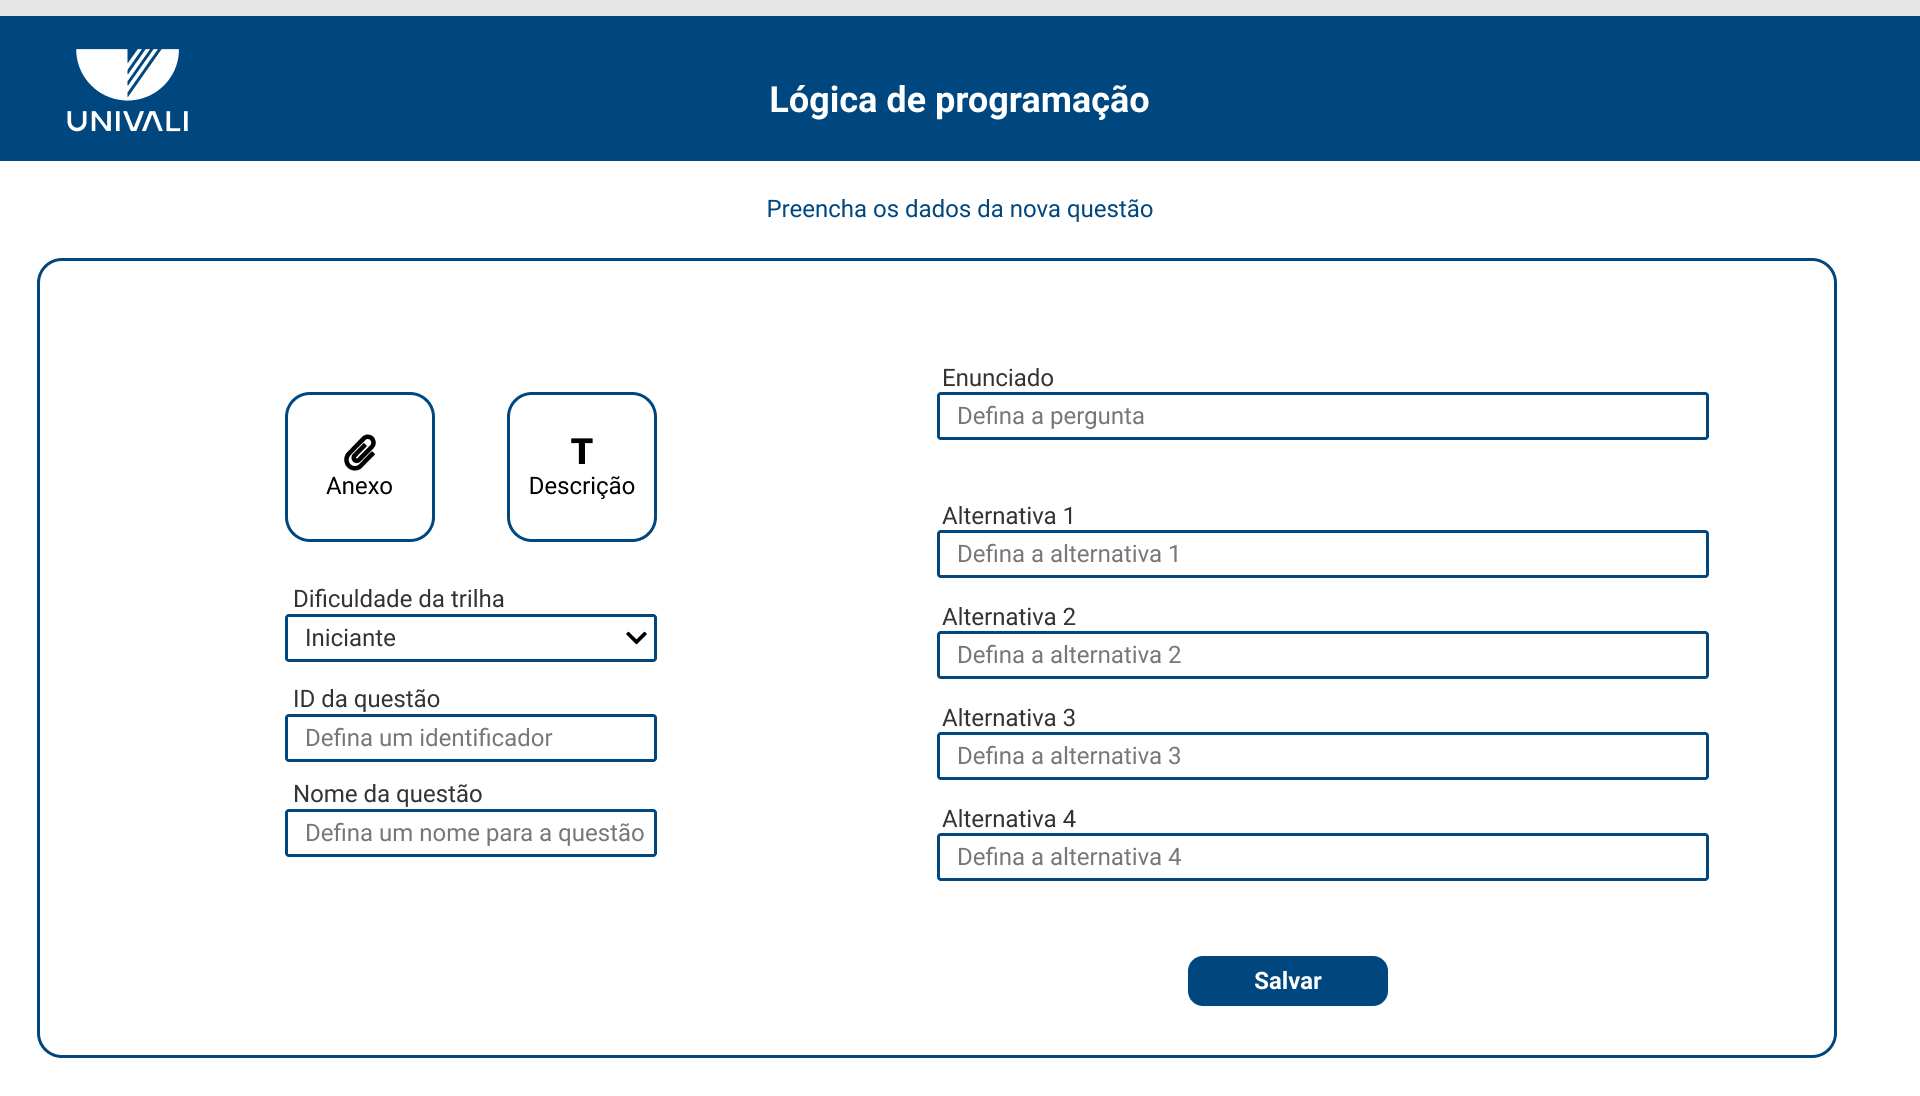 UNIVALI
Lógica de programação
Preencha os dados da nova questão
Anexo
T
Descrição
Dificuldade da trilha
Iniciante
ID da questão
Defina um identificador
Nome da questão
Defina um nome para a questão
Enunciado
Defina a pergunta
Alternativa 1
Defina a alternativa 1
Alternativa 2
Defina a alternativa 2
Alternativa 3
Defina a alternativa 3
Alternativa 4
Defina a alternativa 4
Salvar